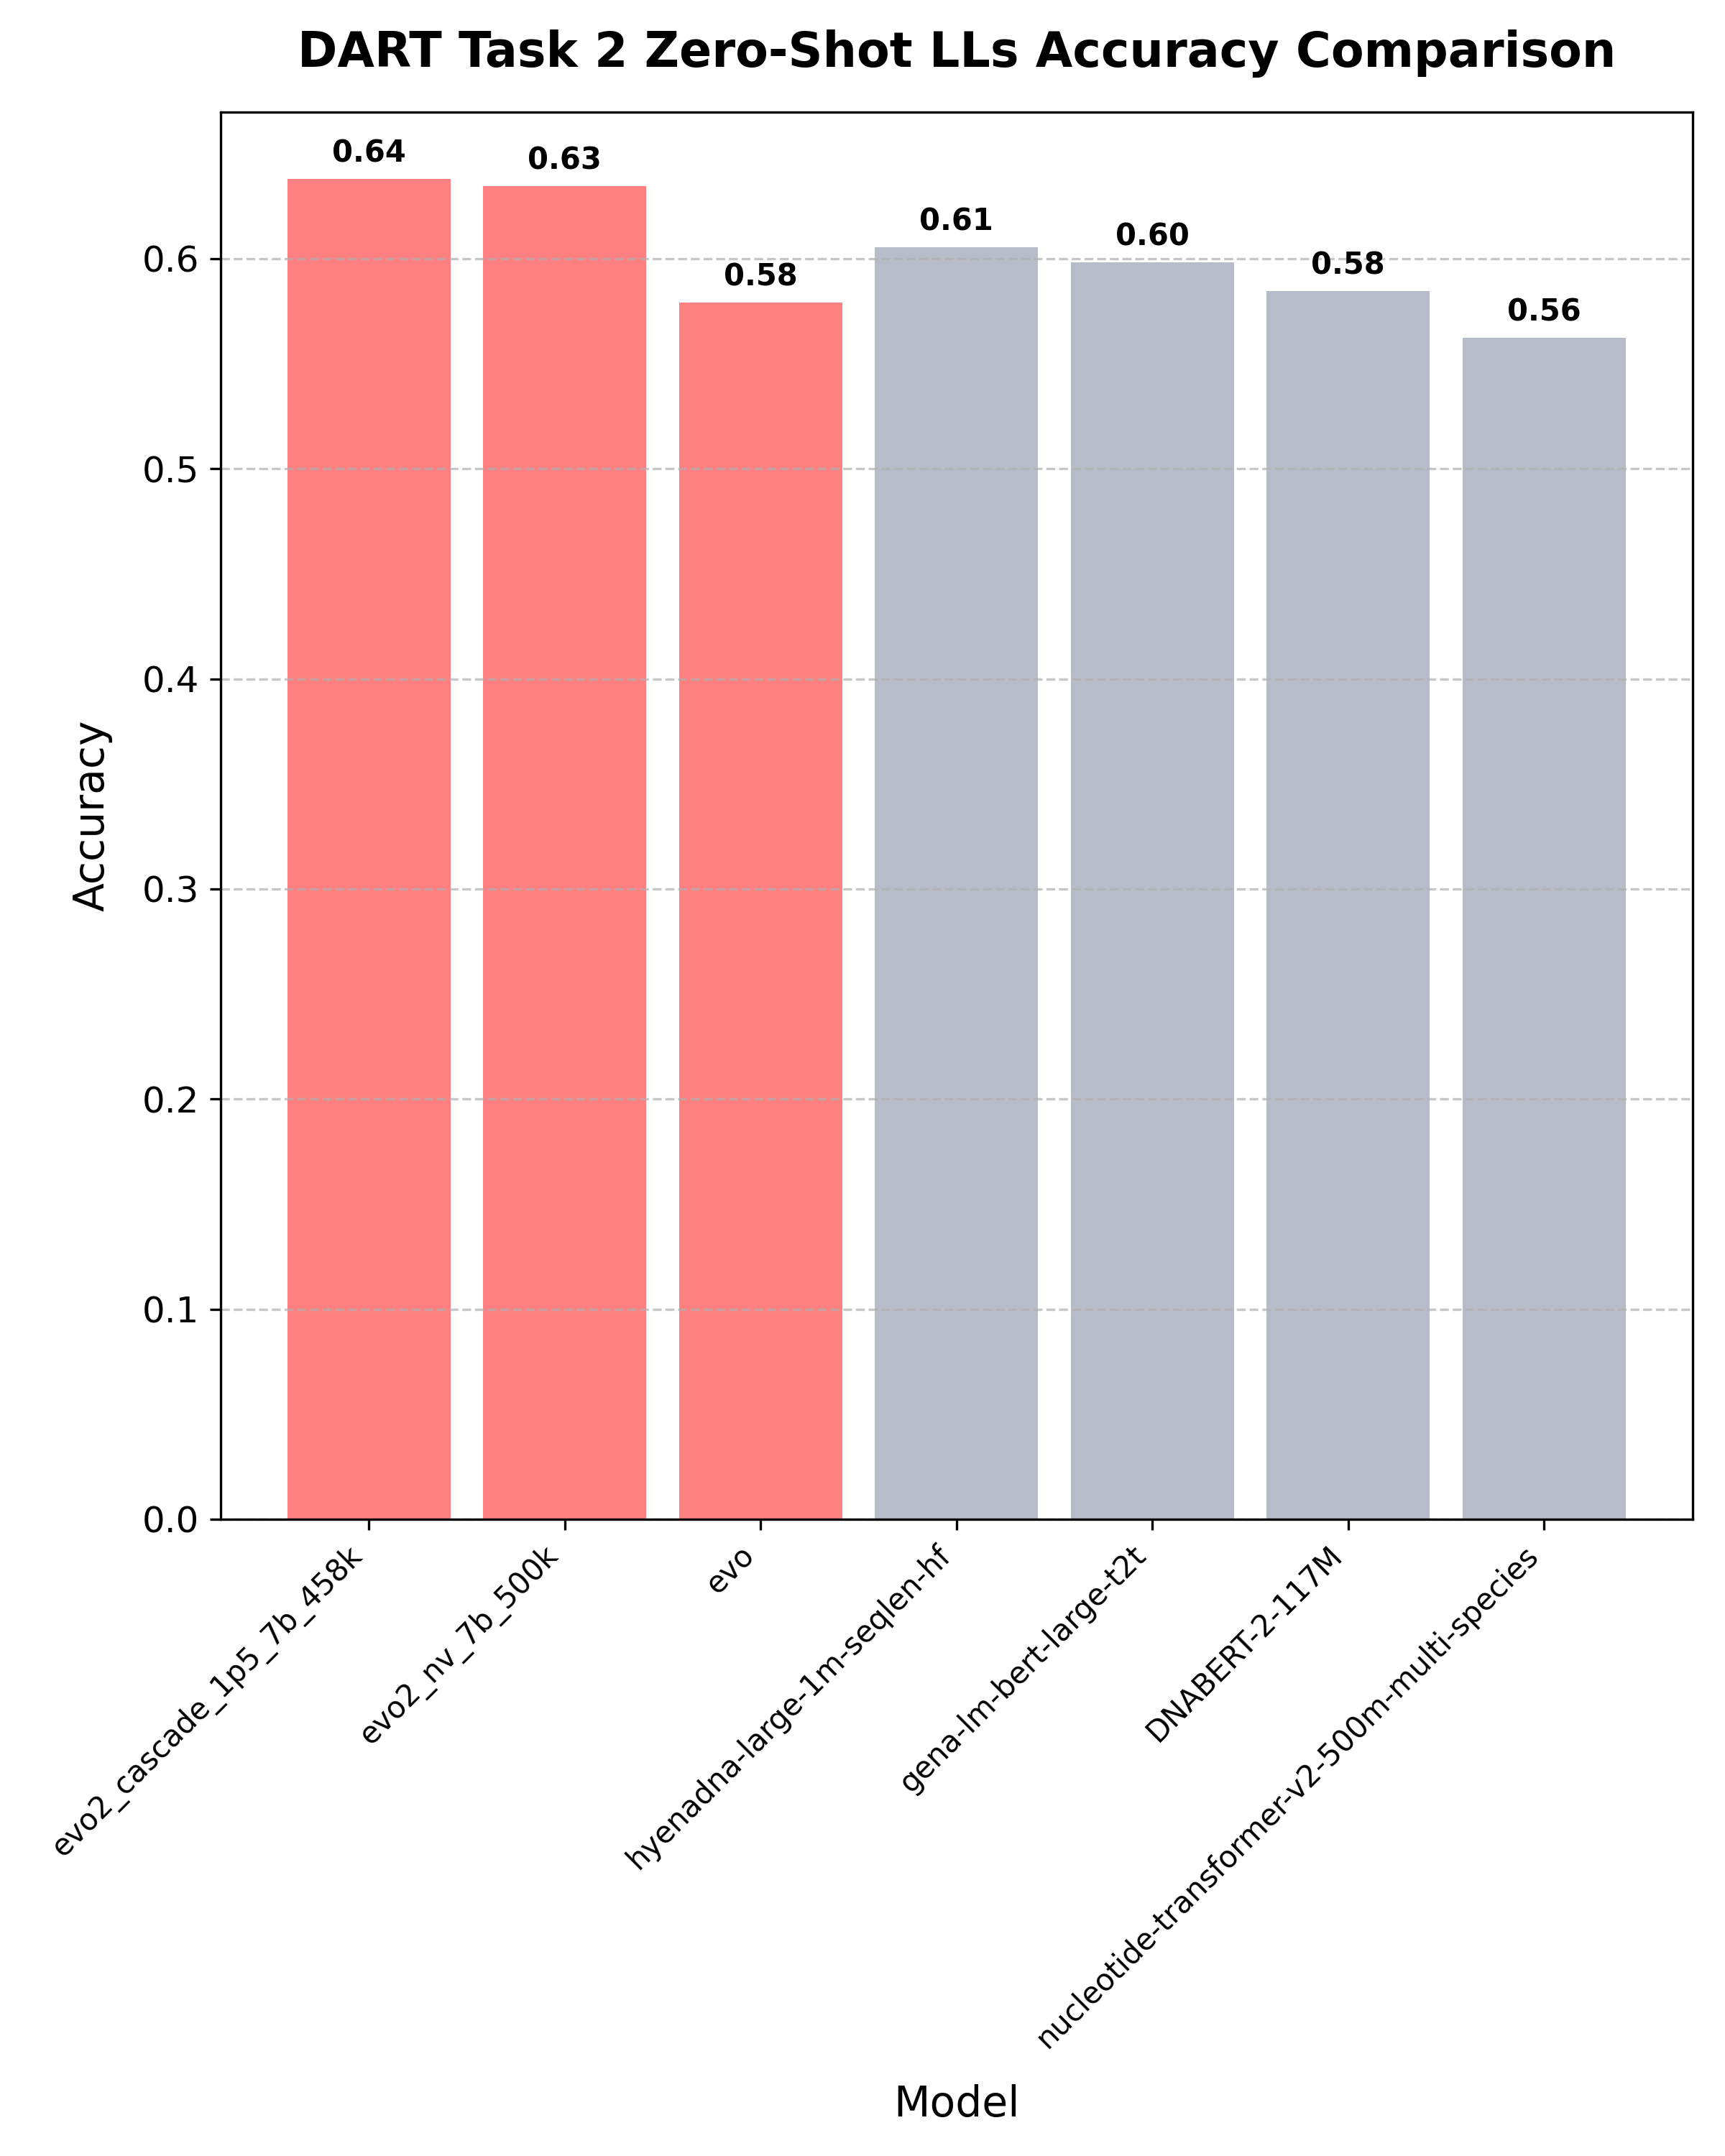 DART Task 2 Zero-Shot LLs Accuracy Comparison
0.64
0.63
0.58
0.61
0.60
0.58
0.56
Accuracy
0.6
0.5
0.4
0.3
0.2
0.1
0.0
evo2_cascade_1p5_7b_458k
evo2_nv_7b_500k
evo
hyenadna-large-1m-seqlen-hf
gena-lm-bert-large-t2t
DNABERT-2-117M
nucleotide-transformer-v2-500m-multi-species
Model